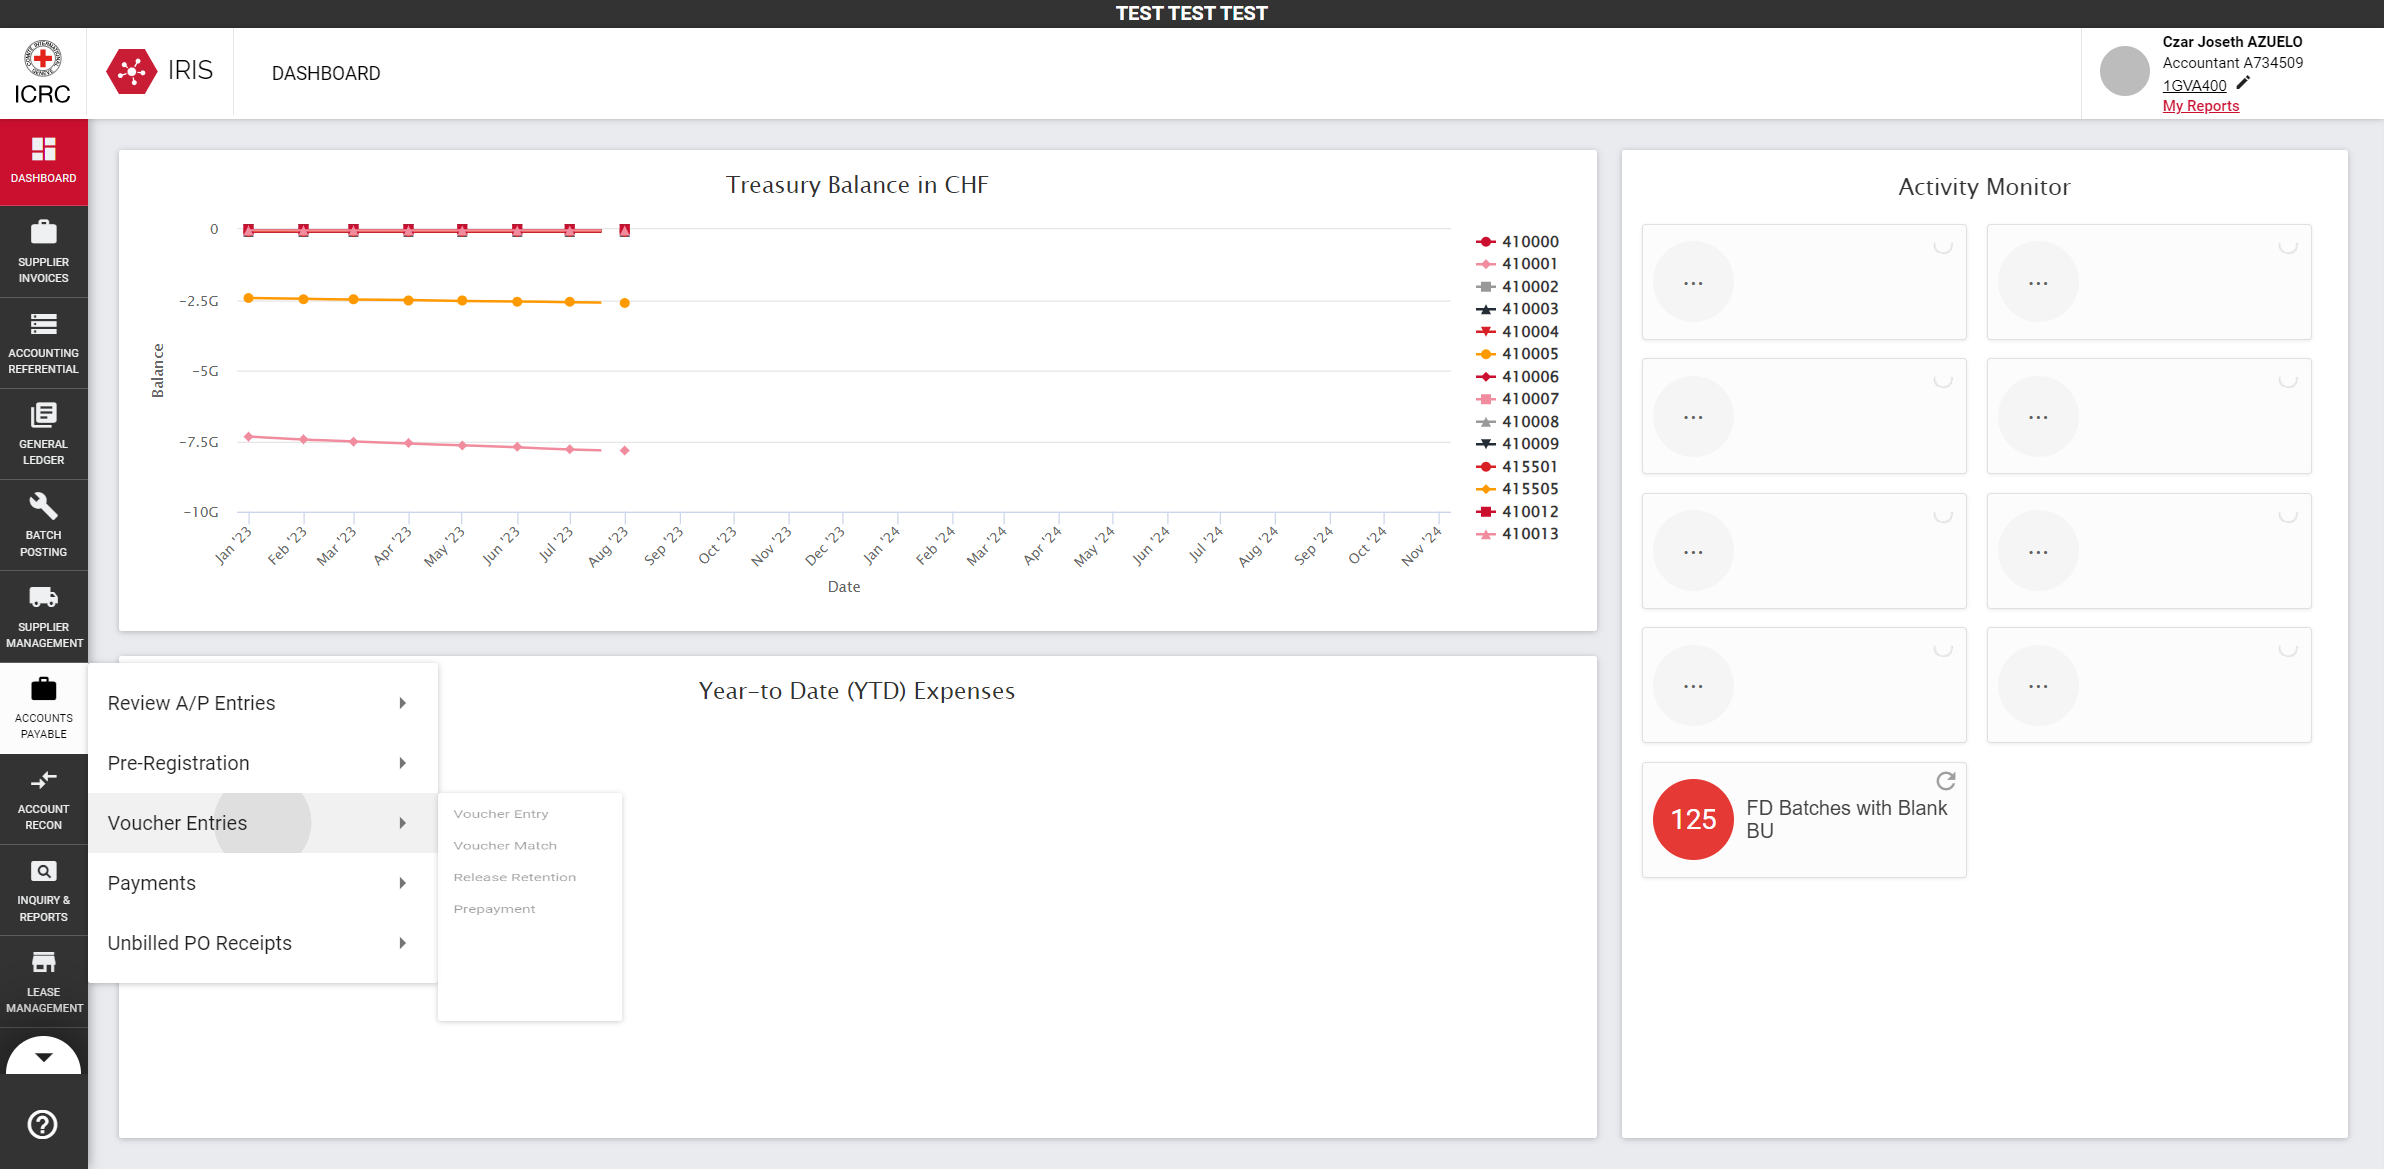 TEST TEST TEST
COMITE INTERNATIONAL GENEVE
ICRC
IRIS
DASHBOARD
Czar Joseth AZUELO
Accountant A734509
1GVA400
My Reports
DASHBOARD
SUPPLIER
INVOICES
ACCOUNTING
REFERENTIAL
GENERAL
LEDGER
BATCH
POSTING
SUPPLIER
MANAGEMENT
ACCOUNTS
PAYABLE
ACCOUNT
RECON
INQUIRY &
REPORTS
LEASE
MANAGEMENT
Review A/P Entries
Pre-Registration
Voucher Entries
Payments
Unbilled PO Receipts
Voucher Entry
Voucher Match
Release Retention
Prepayment
Treasury Balance in CHF
Balance
0
−2.5G
−5G
−7.5G
−10G
Jan '23
Feb '23
Mar '23
Apr '23
May '23
Jun '23
Jul '23
Aug '23
Sep '23
Oct '23
Nov '23
Dec '23
Jan '24
Feb '24
Mar '24
Apr '24
May '24
Jun '24
Jul '24
Aug '24
Sep '24
Oct '24
Nov '24
Date
410000
410001
410002
410003
410004
410005
410006
410007
410008
410009
415501
415505
410012
410013
Year-to Date (YTD) Expenses
Activity Monitor
...
...
...
...
...
...
...
...
125
FD Batches with Blank
BU